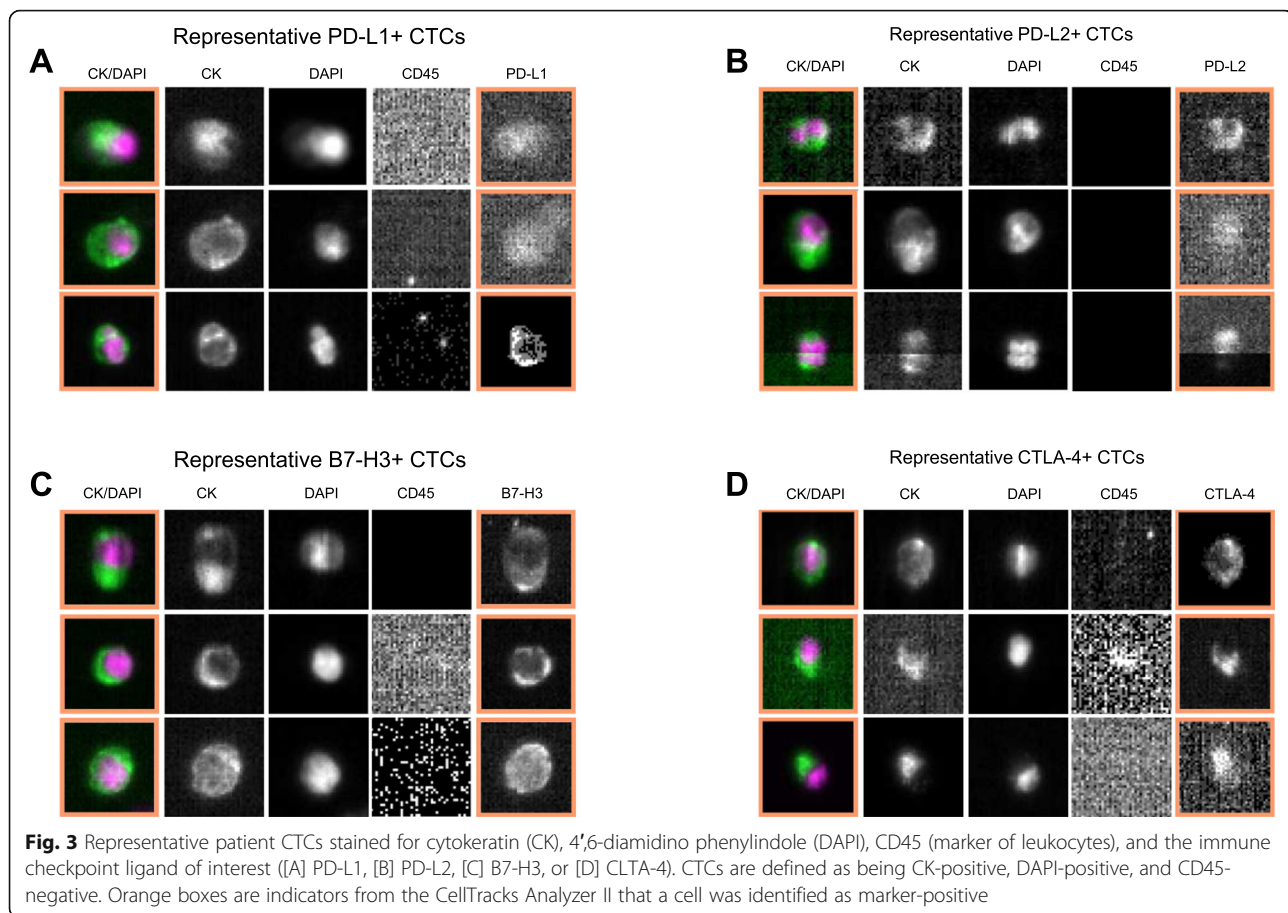 Representative PD-L1+ CTCs
A
CK/DAPI CK DAPI CD45 PD-L1
Representative PD-L2+ CTCs
B
CK/DAPI CK DAPI CD45 PD-L2
Representative B7-H3+ CTCs
C
CK/DAPI CK DAPI CD45 B7-H3
Representative CTLA-4+ CTCs
D
CK/DAPI CK DAPI CD45 CTLA-4
Fig. 3 Representative patient CTCs stained for cytokeratin (CK), 4′,6-diamidino phenylindole (DAPI), CD45 (marker of leukocytes), and the immune
checkpoint ligand of interest ([A] PD-L1, [B] PD-L2, [C] B7-H3, or [D] CLTA-4). CTCs are defined as being CK-positive, DAPI-positive, and CD45-
negative. Orange boxes are indicators from the CellTracks Analyzer II that a cell was identified as marker-positive